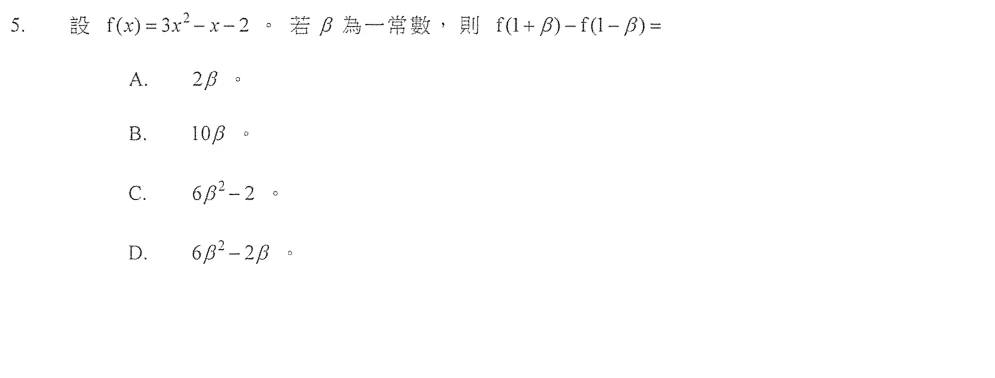 5. 設 f(x)=3x²−x−2 。 若 β 為一常數，則 f(1+β)−f(1−β)=
A. 2β 。
B. 10β 。
C. 6β²−2 。
D. 6β²−2β 。